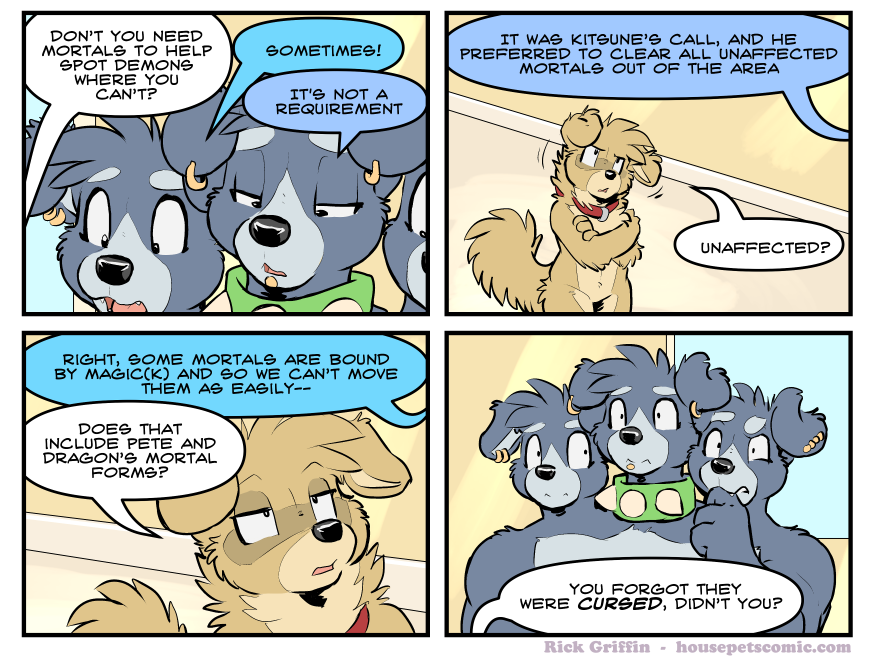 DON'T YOU NEED
MORTALS TO HELP
SPOT DEMONS
WHERE YOU
CAN'T?
SOMETIMES!
IT'S NOT A
REQUIREMENT
IT WAS KITSUNE'S CALL, AND HE
PREFERRED TO CLEAR ALL UNAFFECTED
MORTALS OUT OF THE AREA
UNAFFECTED?
RIGHT, SOME MORTALS ARE BOUND
BY MAGIC(K) AND SO WE CAN'T MOVE
THEM AS EASILY--
DOES THAT
INCLUDE PETE AND
DRAGON'S MORTAL
FORMS?
YOU FORGOT THEY
WERE CURSED, DIDN'T YOU?
Rick Griffin - housepetscomic.com